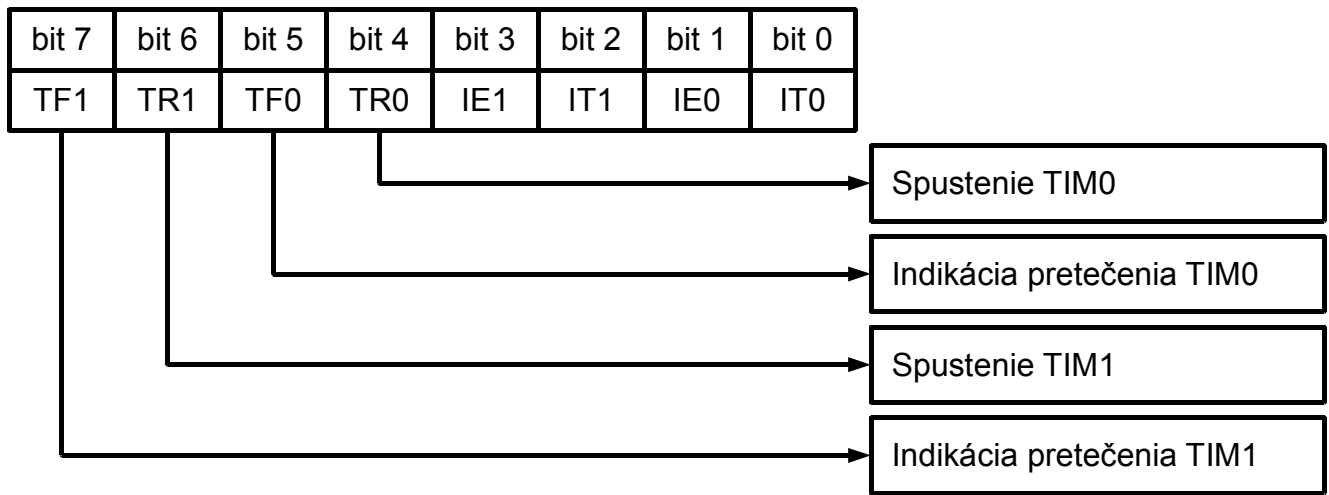 bit 7 bit 6 bit 5 bit 4 bit 3 bit 2 bit 1 bit 0
TF1 TR1 TF0 TR0 IE1 IT1 IE0 IT0
Spustenie TIM0
Indikácia pretečenia TIM0
Spustenie TIM1
Indikácia pretečenia TIM1